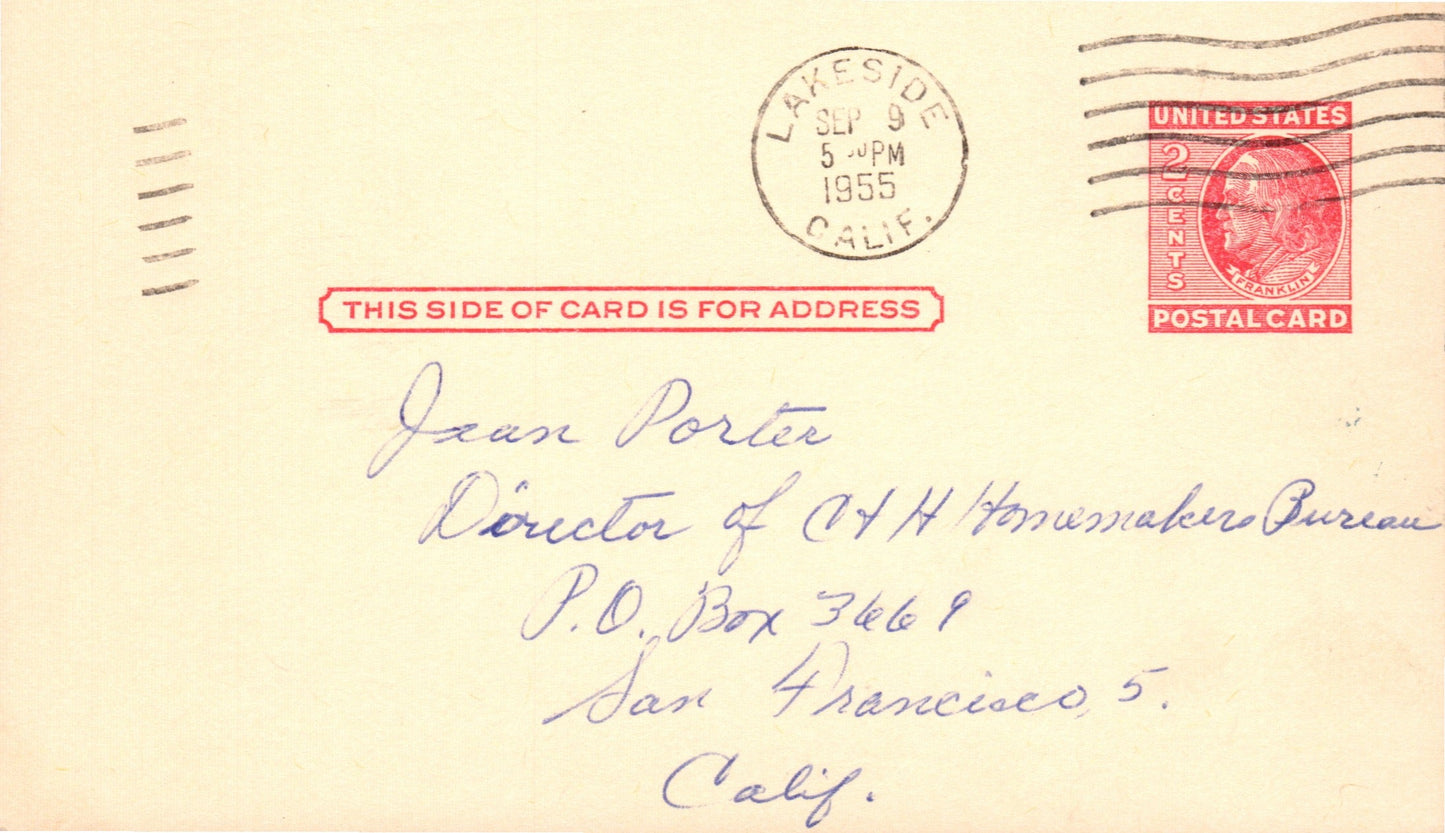 LAKESIDE
SEP 9
5 PM
1955
CALIF.
UNITED STATES
2 CENTS
FRANKLIN
POSTAL CARD
THIS SIDE OF CARD IS FOR ADDRESS
Jean Porter
Director of C + H Homemakers Bureau
P.O. Box 3669
San Francisco, 5.
Calif.